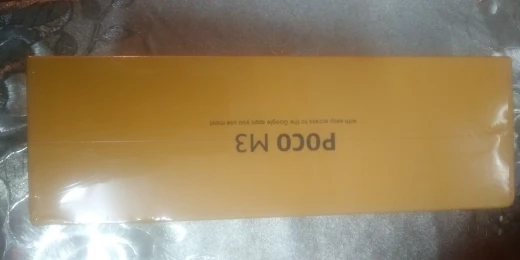 POCO M3
with easy access to the Google apps you use most